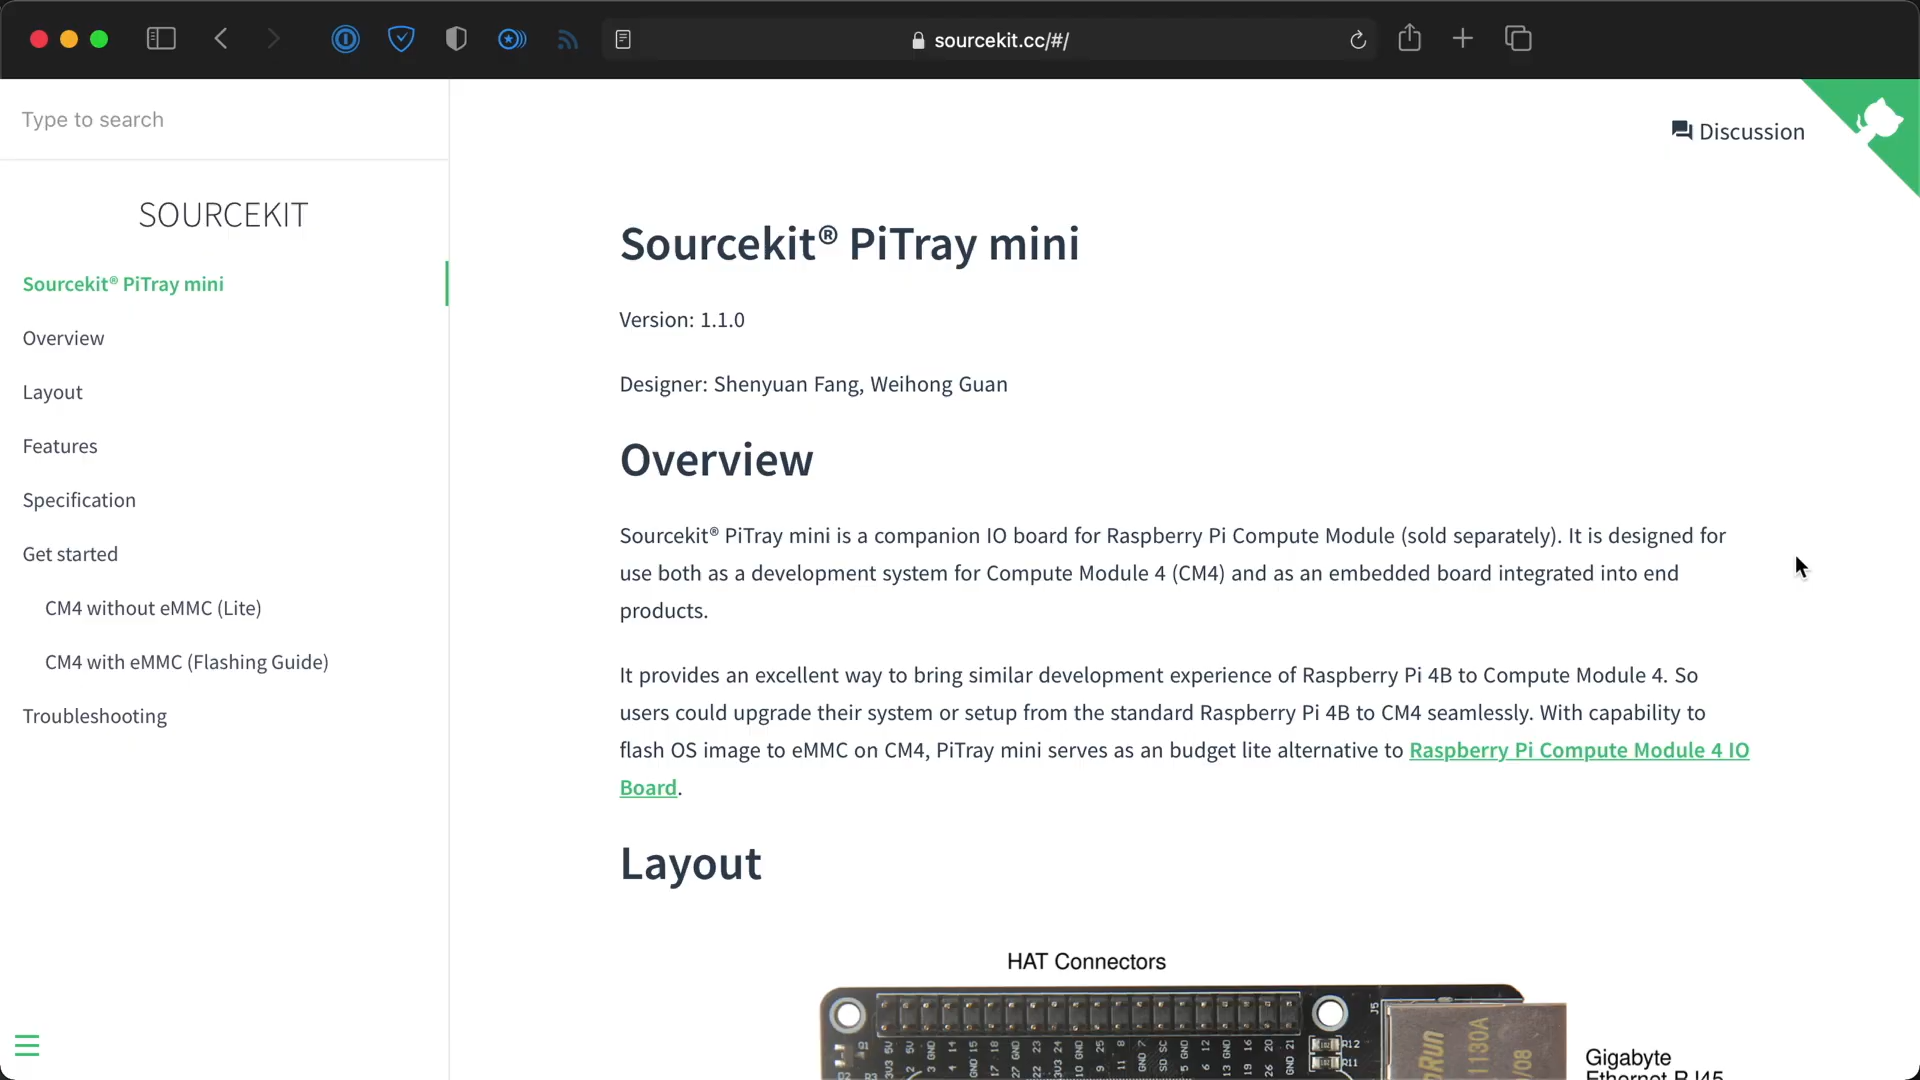 sourcekit.cc/#/
Type to search
Discussion
SOURCEKIT
Sourcekit® PiTray mini
Overview
Layout
Features
Specification
Get started
CM4 without eMMC (Lite)
CM4 with eMMC (Flashing Guide)
Troubleshooting
Sourcekit® PiTray mini
Version: 1.1.0
Designer: Shenyuan Fang, Weihong Guan
Overview
Sourcekit® PiTray mini is a companion IO board for Raspberry Pi Compute Module (sold separately). It is designed for
use both as a development system for Compute Module 4 (CM4) and as an embedded board integrated into end
products.
It provides an excellent way to bring similar development experience of Raspberry Pi 4B to Compute Module 4. So
users could upgrade their system or setup from the standard Raspberry Pi 4B to CM4 seamlessly. With capability to
flash OS image to eMMC on CM4, PiTray mini serves as an budget lite alternative to Raspberry Pi Compute Module 4 IO
Board.
Layout
HAT Connectors
J5
R12
R11
1130A
Gigabyte
Ethernet RJ45